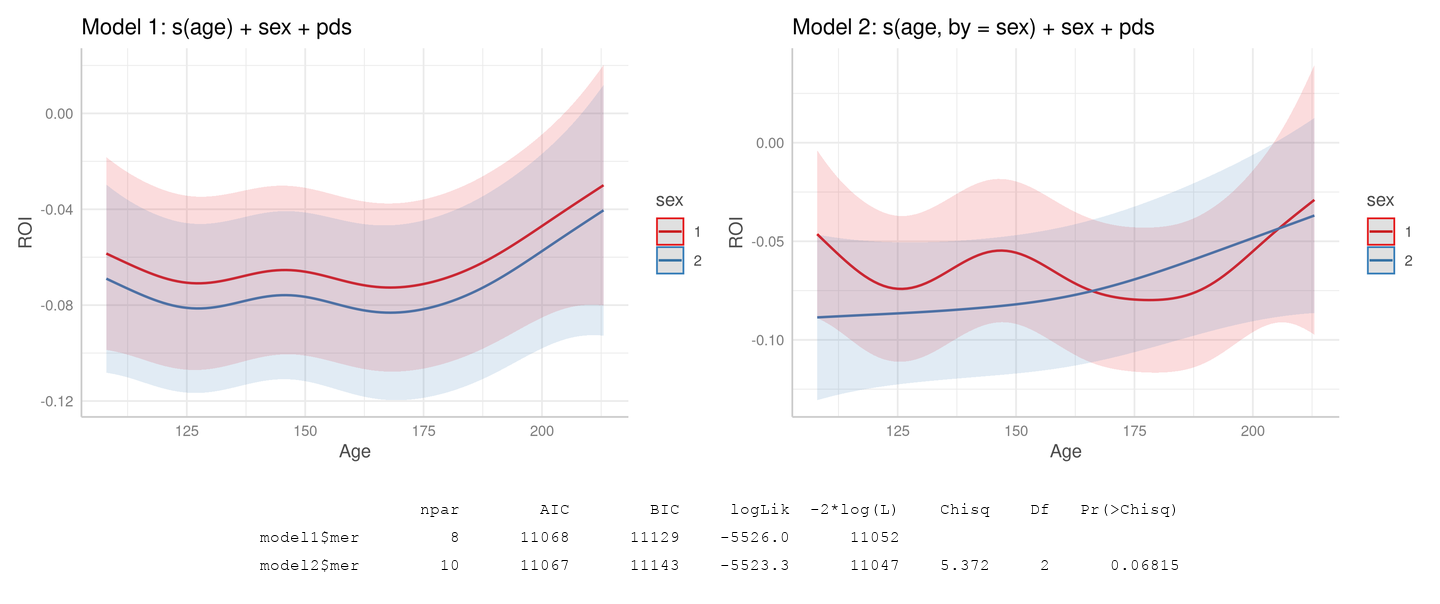 Model 1: s(age) + sex + pds
0.00
-0.04
-0.08
-0.12
ROI
125 150 175 200
Age
sex
1
2
Model 2: s(age, by = sex) + sex + pds
0.00
-0.05
-0.10
ROI
125 150 175 200
Age
sex
1
2
npar AIC BIC logLik -2*log(L) Chisq Df Pr(>Chisq)
model1$mer 8 11068 11129 -5526.0 11052
model2$mer 10 11067 11143 -5523.3 11047 5.372 2 0.06815